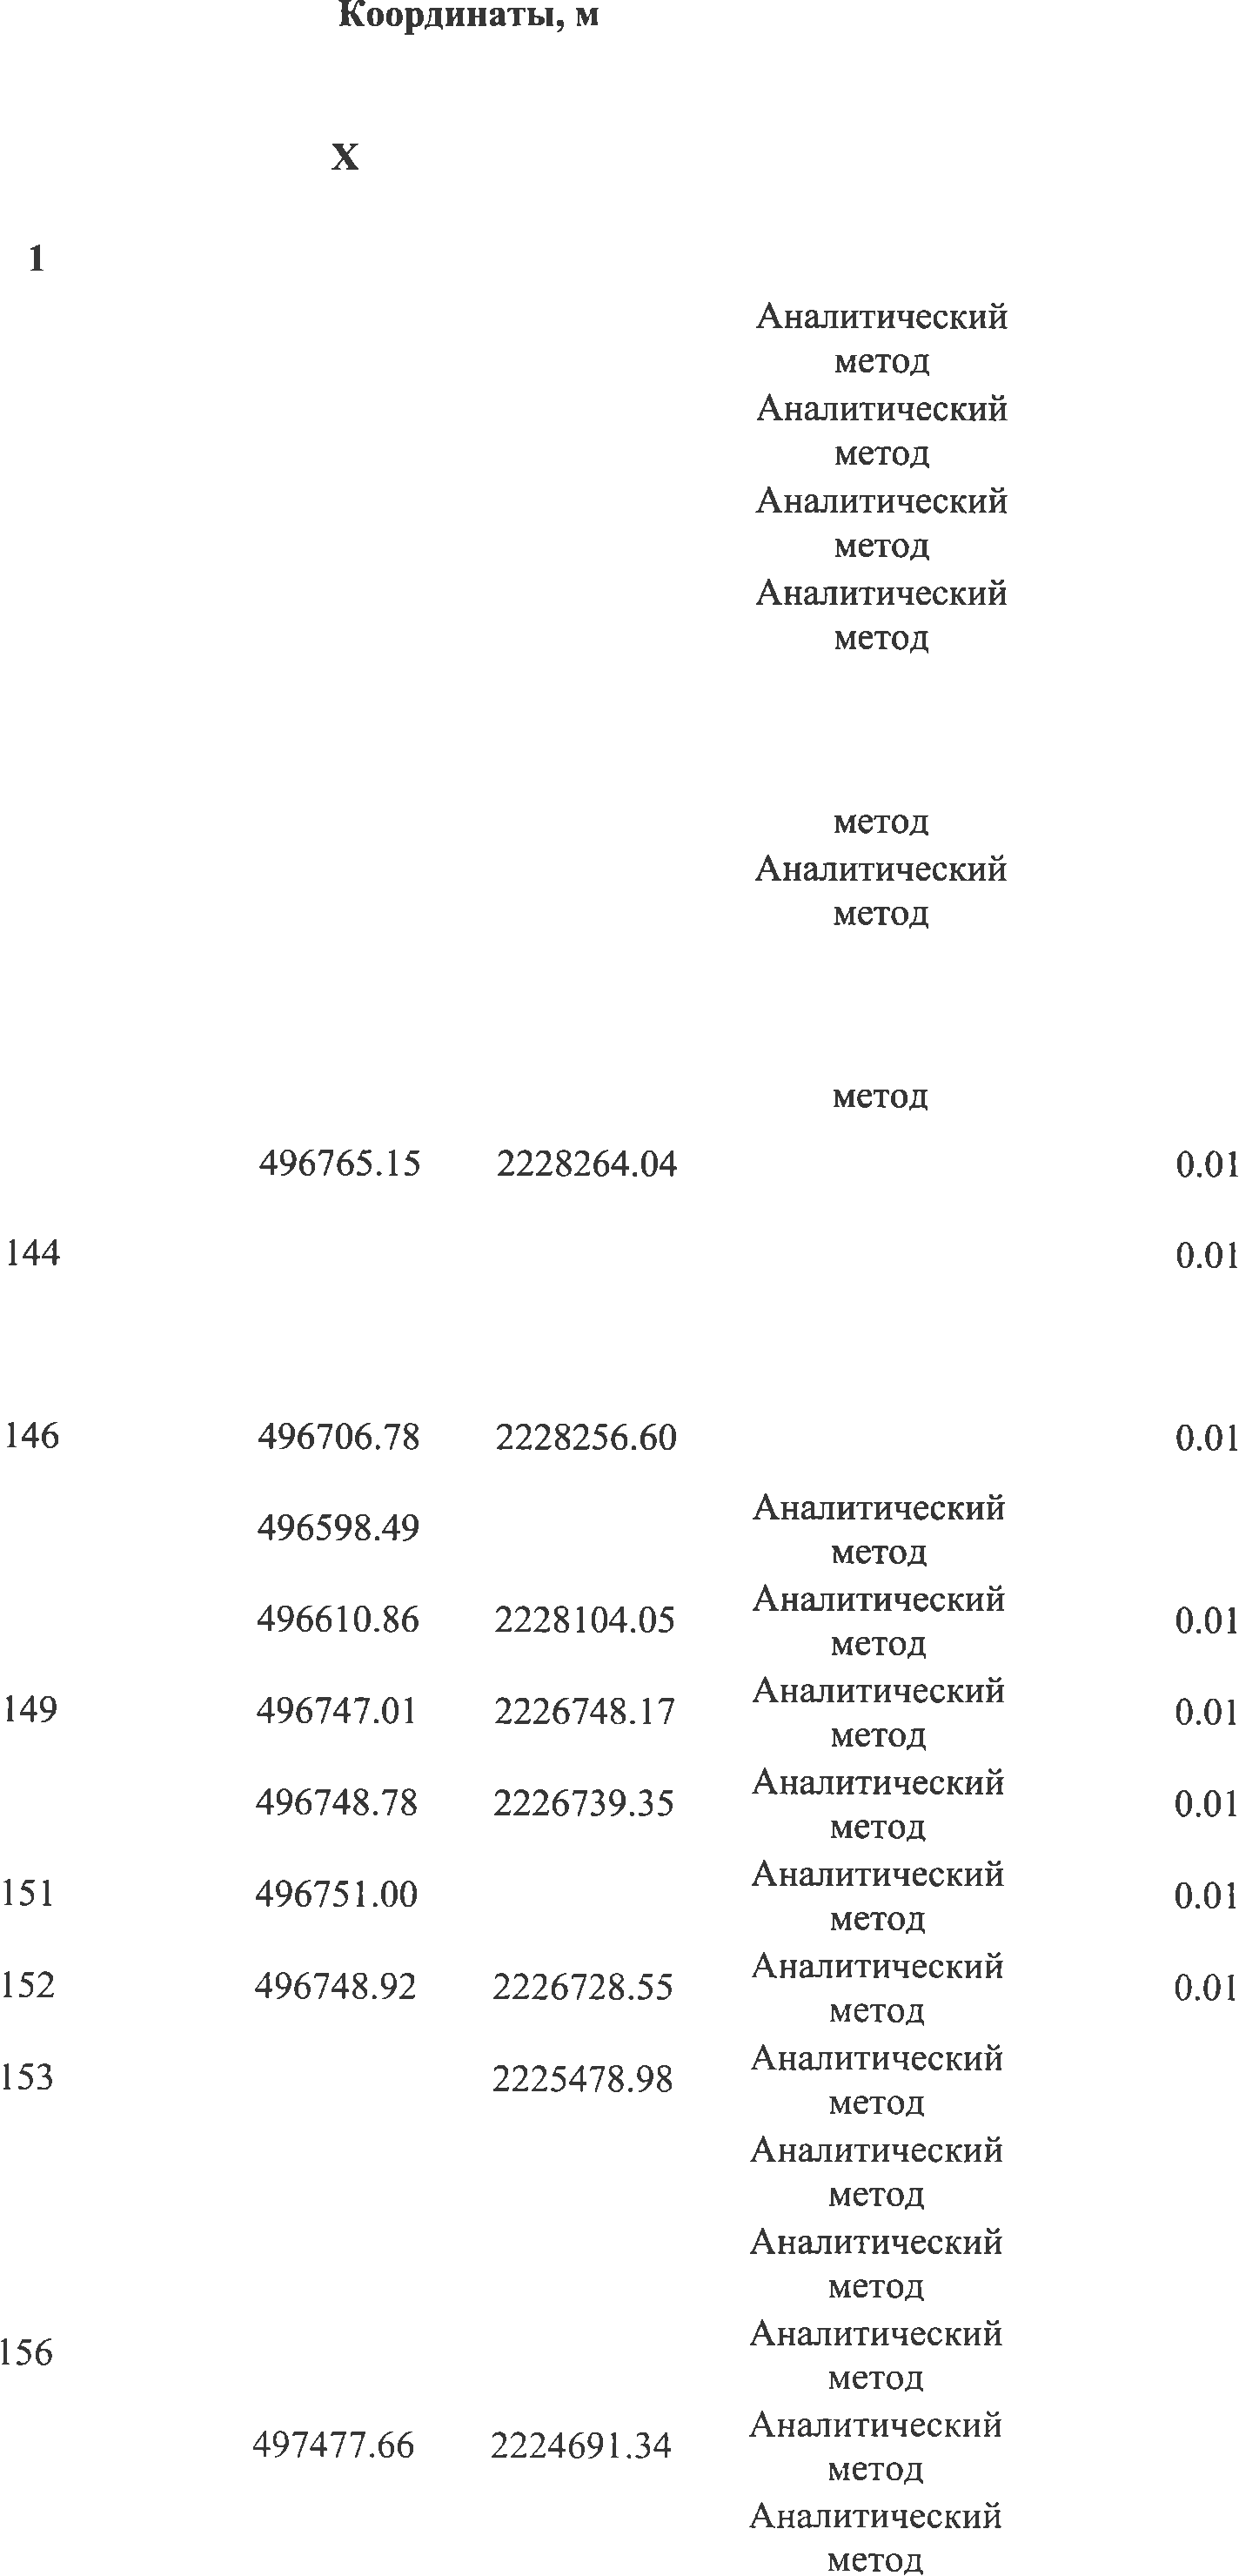 Координаты, м
X
1
Аналитический
метод
Аналитический
метод
Аналитический
метод
Аналитический
метод
метод
Аналитический
метод
метод
496765.15 2228264.04 0.01
144 0.01
146 496706.78 2228256.60 0.01
496598.49 Аналитический
метод
496610.86 2228104.05 Аналитический
метод 0.01
149 496747.01 2226748.17 Аналитический
метод 0.01
496748.78 2226739.35 Аналитический
метод 0.01
151 496751.00 Аналитический
метод 0.01
152 496748.92 2226728.55 Аналитический
метод 0.01
153 2225478.98 Аналитический
метод
Аналитический
метод
Аналитический
метод
156 Аналитический
метод
497477.66 2224691.34 Аналитический
метод
Аналитический
метод